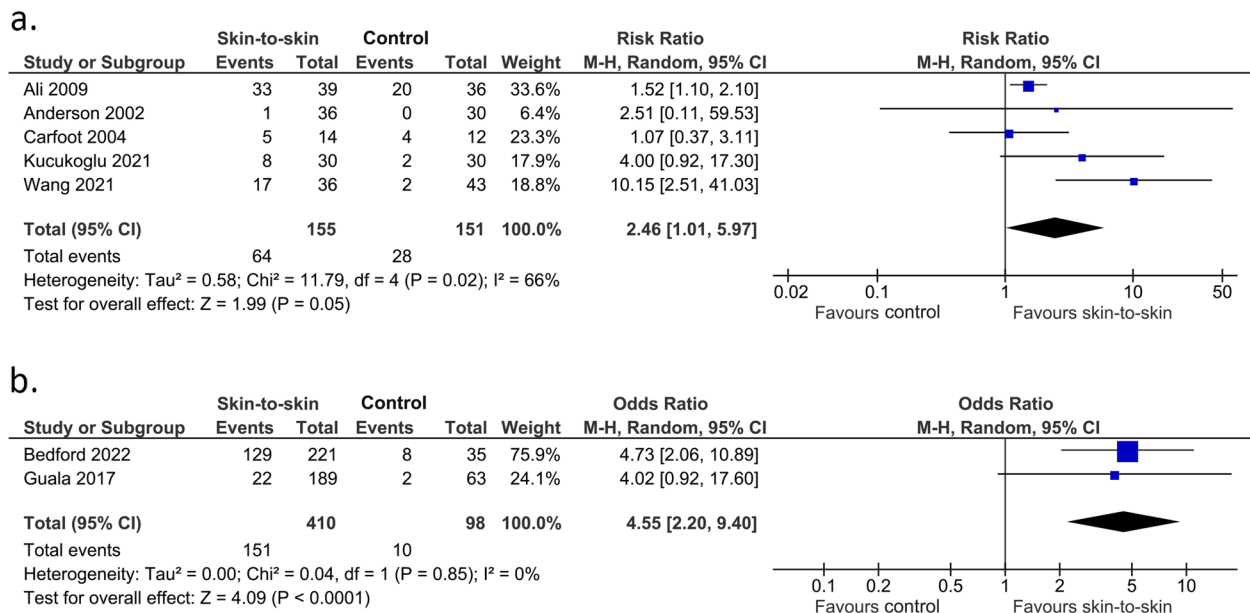 a.
Skin-to-skin Control Risk Ratio Risk Ratio
Study or Subgroup Events Total Events Total Weight M-H, Random, 95% CI M-H, Random, 95% CI
Ali 2009 33 39 20 36 33.6% 1.52 [1.10, 2.10]
Anderson 2002 1 36 0 30 6.4% 2.51 [0.11, 59.53]
Carfoot 2004 5 14 4 12 23.3% 1.07 [0.37, 3.11]
Kucukoglu 2021 8 30 2 30 17.9% 4.00 [0.92, 17.30]
Wang 2021 17 36 2 43 18.8% 10.15 [2.51, 41.03]
Total (95% CI) 155 151 100.0% 2.46 [1.01, 5.97]
Total events 64 28
Heterogeneity: Tau² = 0.58; Chi² = 11.79, df = 4 (P = 0.02); I² = 66%
Test for overall effect: Z = 1.99 (P = 0.05)
0.02 0.1 1 10 50
Favours control Favours skin-to-skin
b.
Skin-to-skin Control Odds Ratio Odds Ratio
Study or Subgroup Events Total Events Total Weight M-H, Random, 95% CI M-H, Random, 95% CI
Bedford 2022 129 221 8 35 75.9% 4.73 [2.06, 10.89]
Guala 2017 22 189 2 63 24.1% 4.02 [0.92, 17.60]
Total (95% CI) 410 98 100.0% 4.55 [2.20, 9.40]
Total events 151 10
Heterogeneity: Tau² = 0.00; Chi² = 0.04, df = 1 (P = 0.85); I² = 0%
Test for overall effect: Z = 4.09 (P < 0.0001)
0.1 0.2 0.5 1 2 5 10
Favours control Favours skin-to-skin